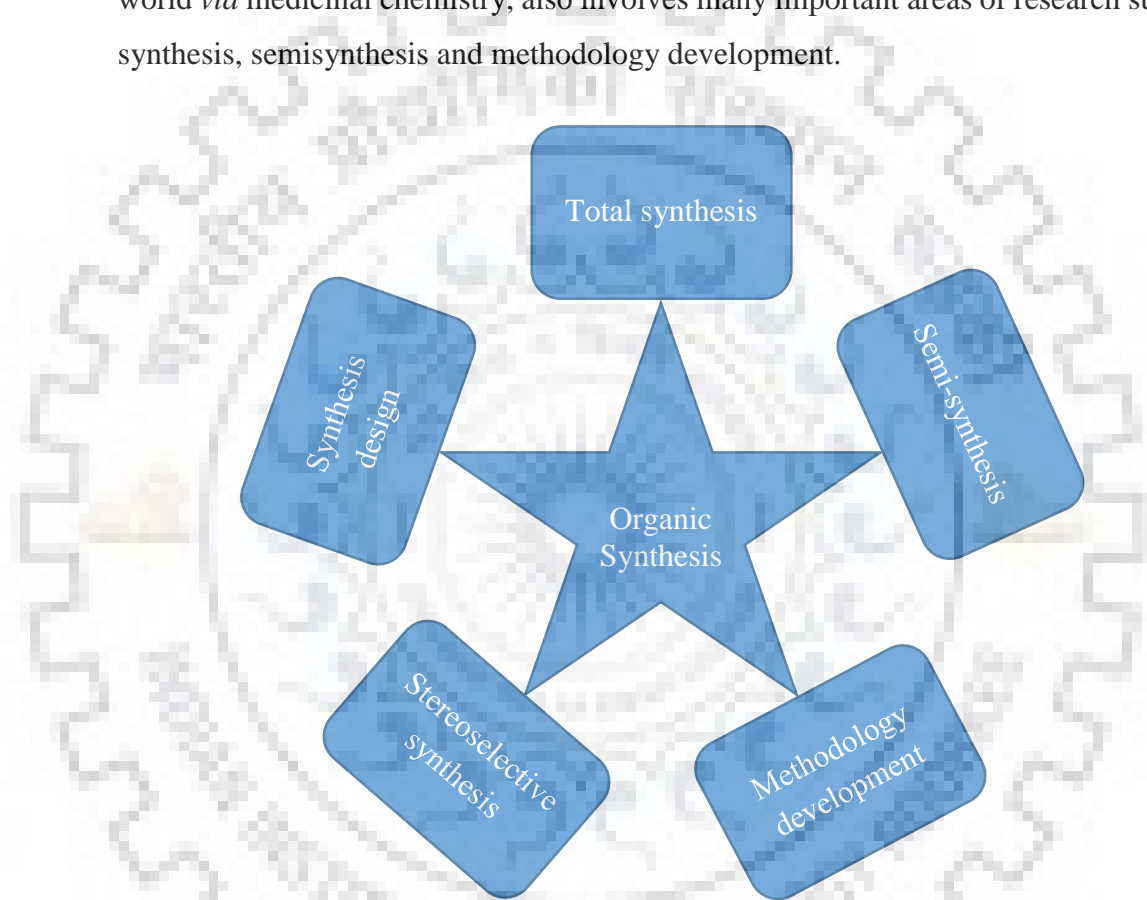 world via medicinal chemistry, also involves many important areas of research
synthesis, semisynthesis and methodology development.
Total synthesis
Synthesis
design
Semi-synthesis
Organic
Synthesis
Stereoselective
synthesis
Methodology
development